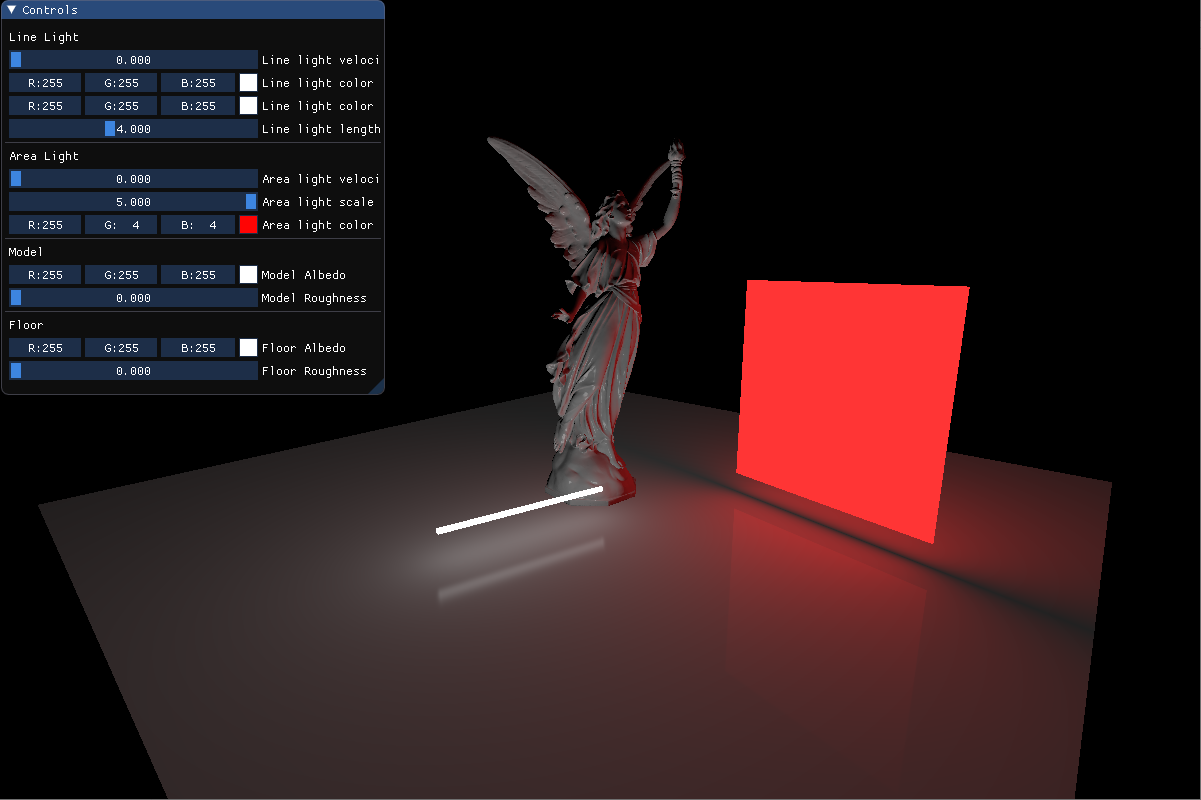 Controls
Line Light
0.000 Line light veloci
R:255 G:255 B:255 Line light color
R:255 G:255 B:255 Line light color
4.000 Line light length
Area Light
0.000 Area light veloci
5.000 Area light scale
R:255 G: 4 B: 4 Area light color
Model
R:255 G:255 B:255 Model Albedo
0.000 Model Roughness
Floor
R:255 G:255 B:255 Floor Albedo
0.000 Floor Roughness